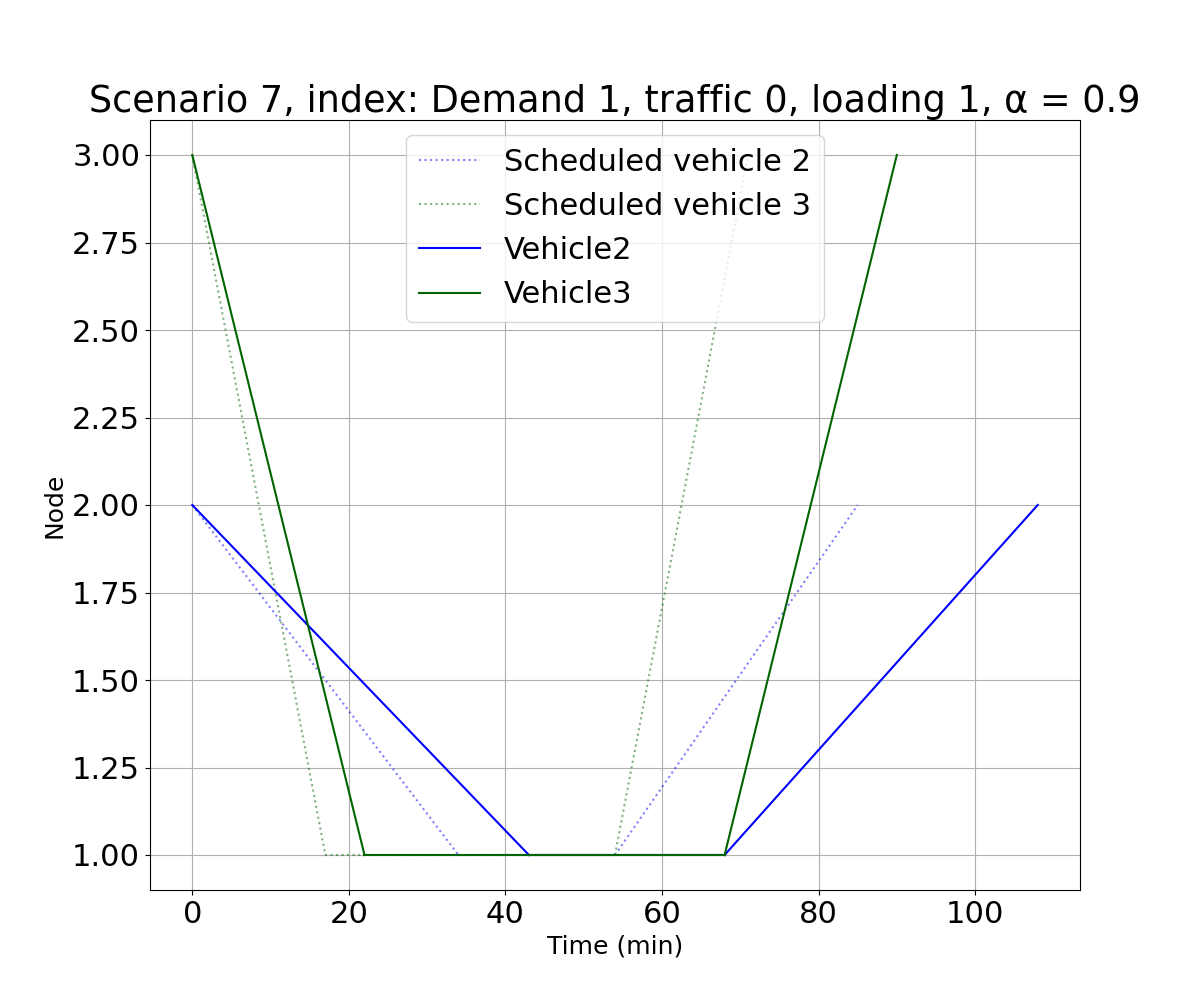 Scenario 7, index: Demand 1, traffic 0, loading 1, α = 0.9
Scheduled vehicle 2
Scheduled vehicle 3
Vehicle2
Vehicle3
3.00
2.75
2.50
2.25
2.00
1.75
1.50
1.25
1.00
Node
0 20 40 60 80 100
Time (min)